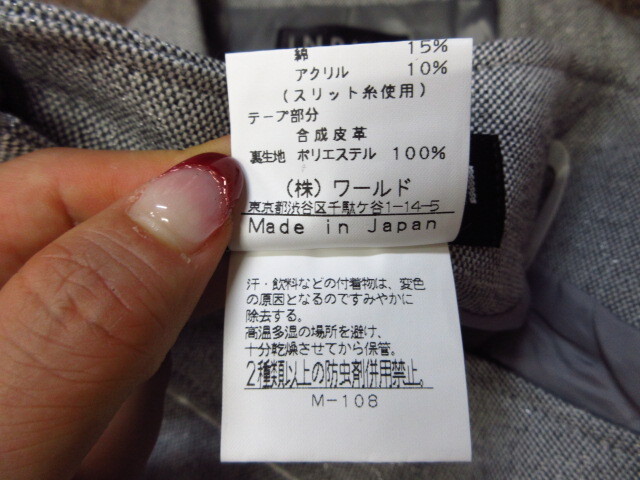 綿 15%
アクリル 10%
(スリット糸使用)
テープ部分
合成皮革
裏生地 ポリエステル 100%
(株)ワールド
東京都渋谷区千駄ケ谷1-14-5
Made in Japan
汗・飲料などの付着物は、変色
の原因となるのですみやかに
除去する。
高温多湿の場所を避け、
十分乾燥させてから保管。
2種類以上の防虫剤併用禁止。
M-108